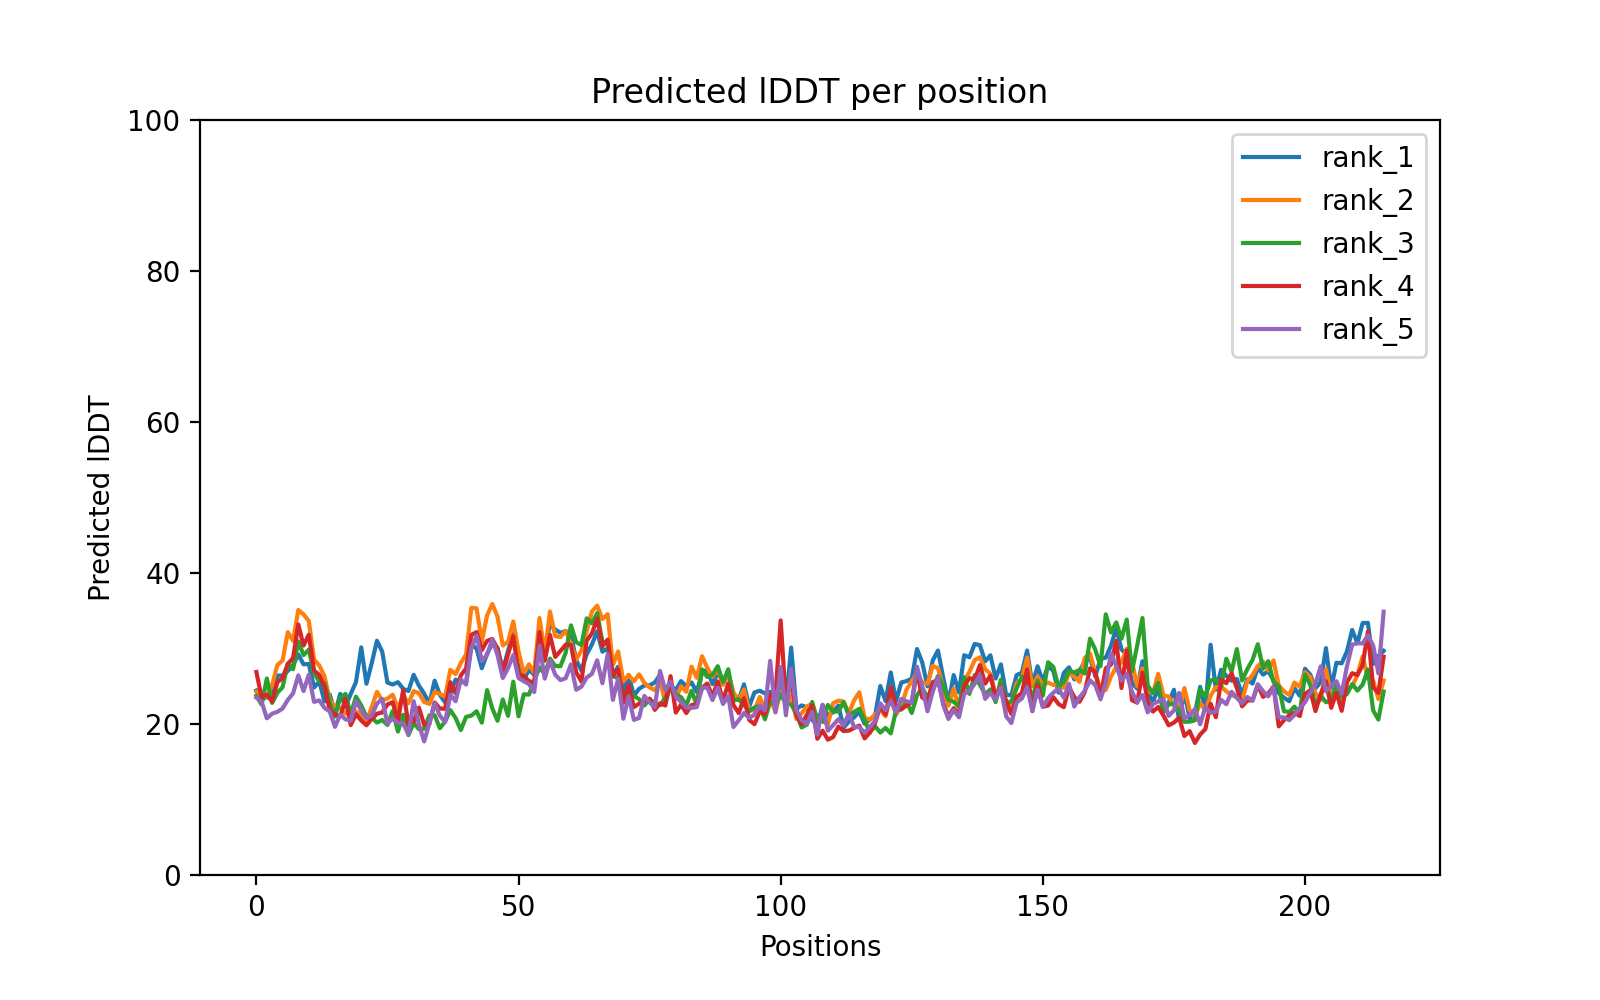 Predicted lDDT per position
100
80
60
40
20
0
Predicted lDDT
rank_1
rank_2
rank_3
rank_4
rank_5
0 50 100 150 200
Positions